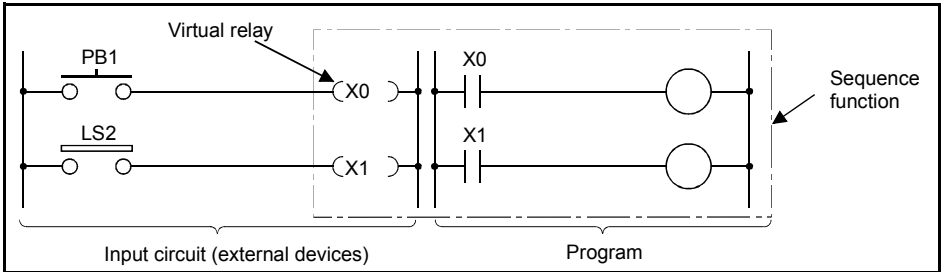 Virtual relay
PB1
X0
X0
Sequence
function
LS2
X1
X1
Input circuit (external devices)
Program